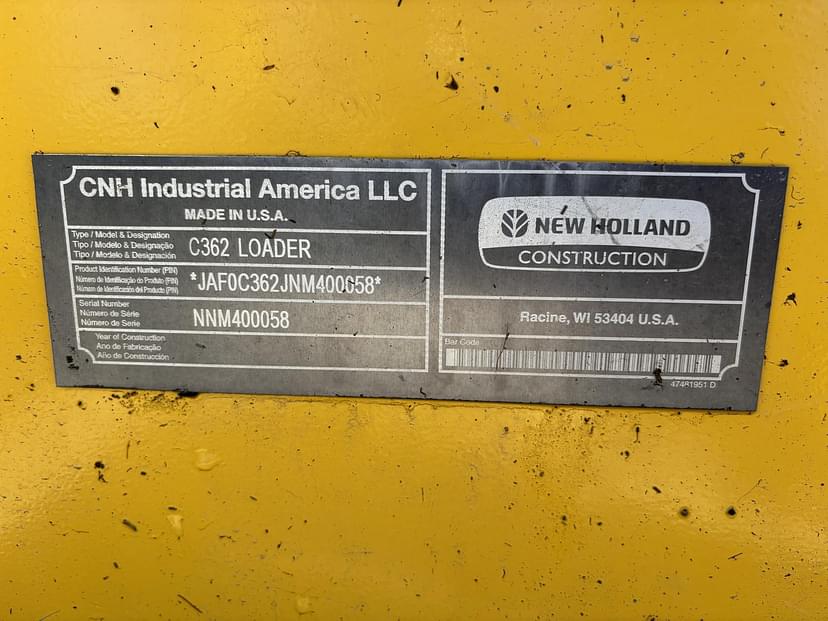 CNH Industrial America LLC
MADE IN U.S.A.
Type / Model & Designation
Tipo / Modelo & Designação
Tipo / Modelo & Designación
C362 LOADER
Product Identification Number (PIN)
Número de Identificação do Produto (PIN)
Número de Identificación del Producto (PIN)
*JAF0C362JNM400058*
Serial Number
Número de Série
Número de Serie
NNM400058
Year of Construction
Ano de Fabricação
Año de Construcción
NEW HOLLAND
CONSTRUCTION
Racine, WI 53404 U.S.A.
Bar Code
47481951 D